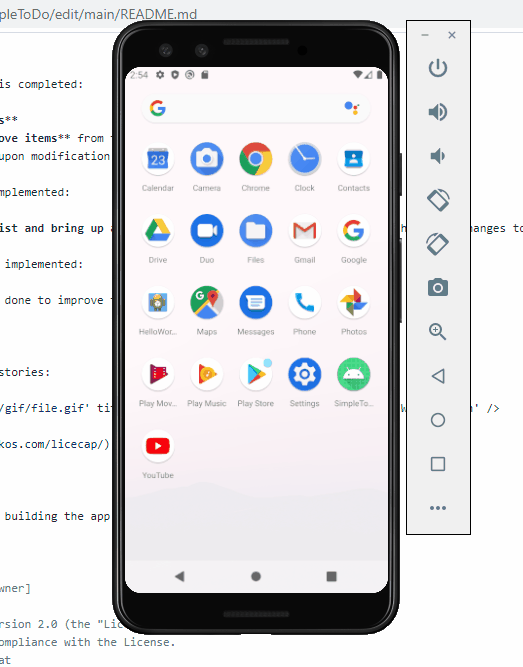 pleToDo/edit/main/README.md
is completed:
s**
ove items** from
upon modification
mplemented:
ist and bring up
h
anges to
implemented:
done to improve
stories:
/gif/file.gif' tit
' />
kos.com/licecap/)
building the app
wner]
rsion 2.0 (the "Lic
ompliance with the License.
at
2:54
G
23
Calendar
Camera
Chrome
Clock
Contacts
Drive
Duo
Files
Gmail
Google
HelloWor...
Maps
Messages
Phone
Photos
Play Mov...
Play Music
Play Store
Settings
SimpleTo...
YouTube